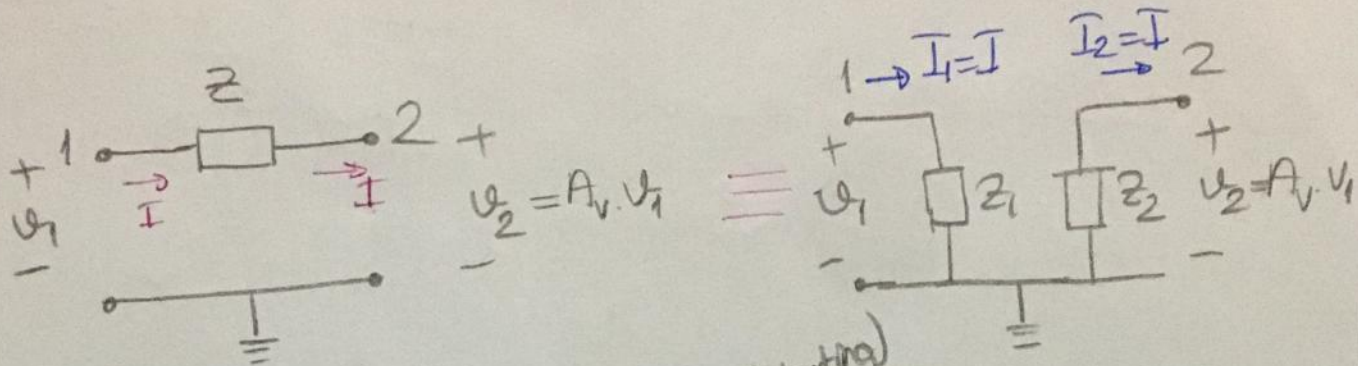 Z
1
2
+
v₁
-
I
I
+
v₂ = Aᵥ.v₁
-
≡
1 → I₁=I
I₂=I → 2
+
v₁
-
Z₁
Z₂
+
v₂=Aᵥ.v₁
-